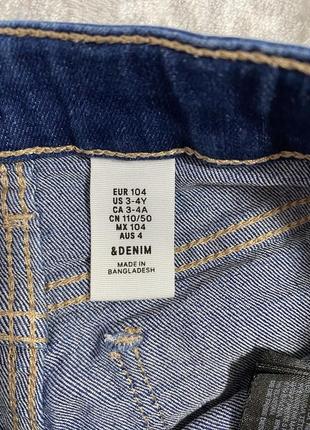 EUR 104
US 3-4Y
CA 3-4A
CN 110/50
MX 104
AUS 4
&DENIM
MADE IN
BANGLADESH